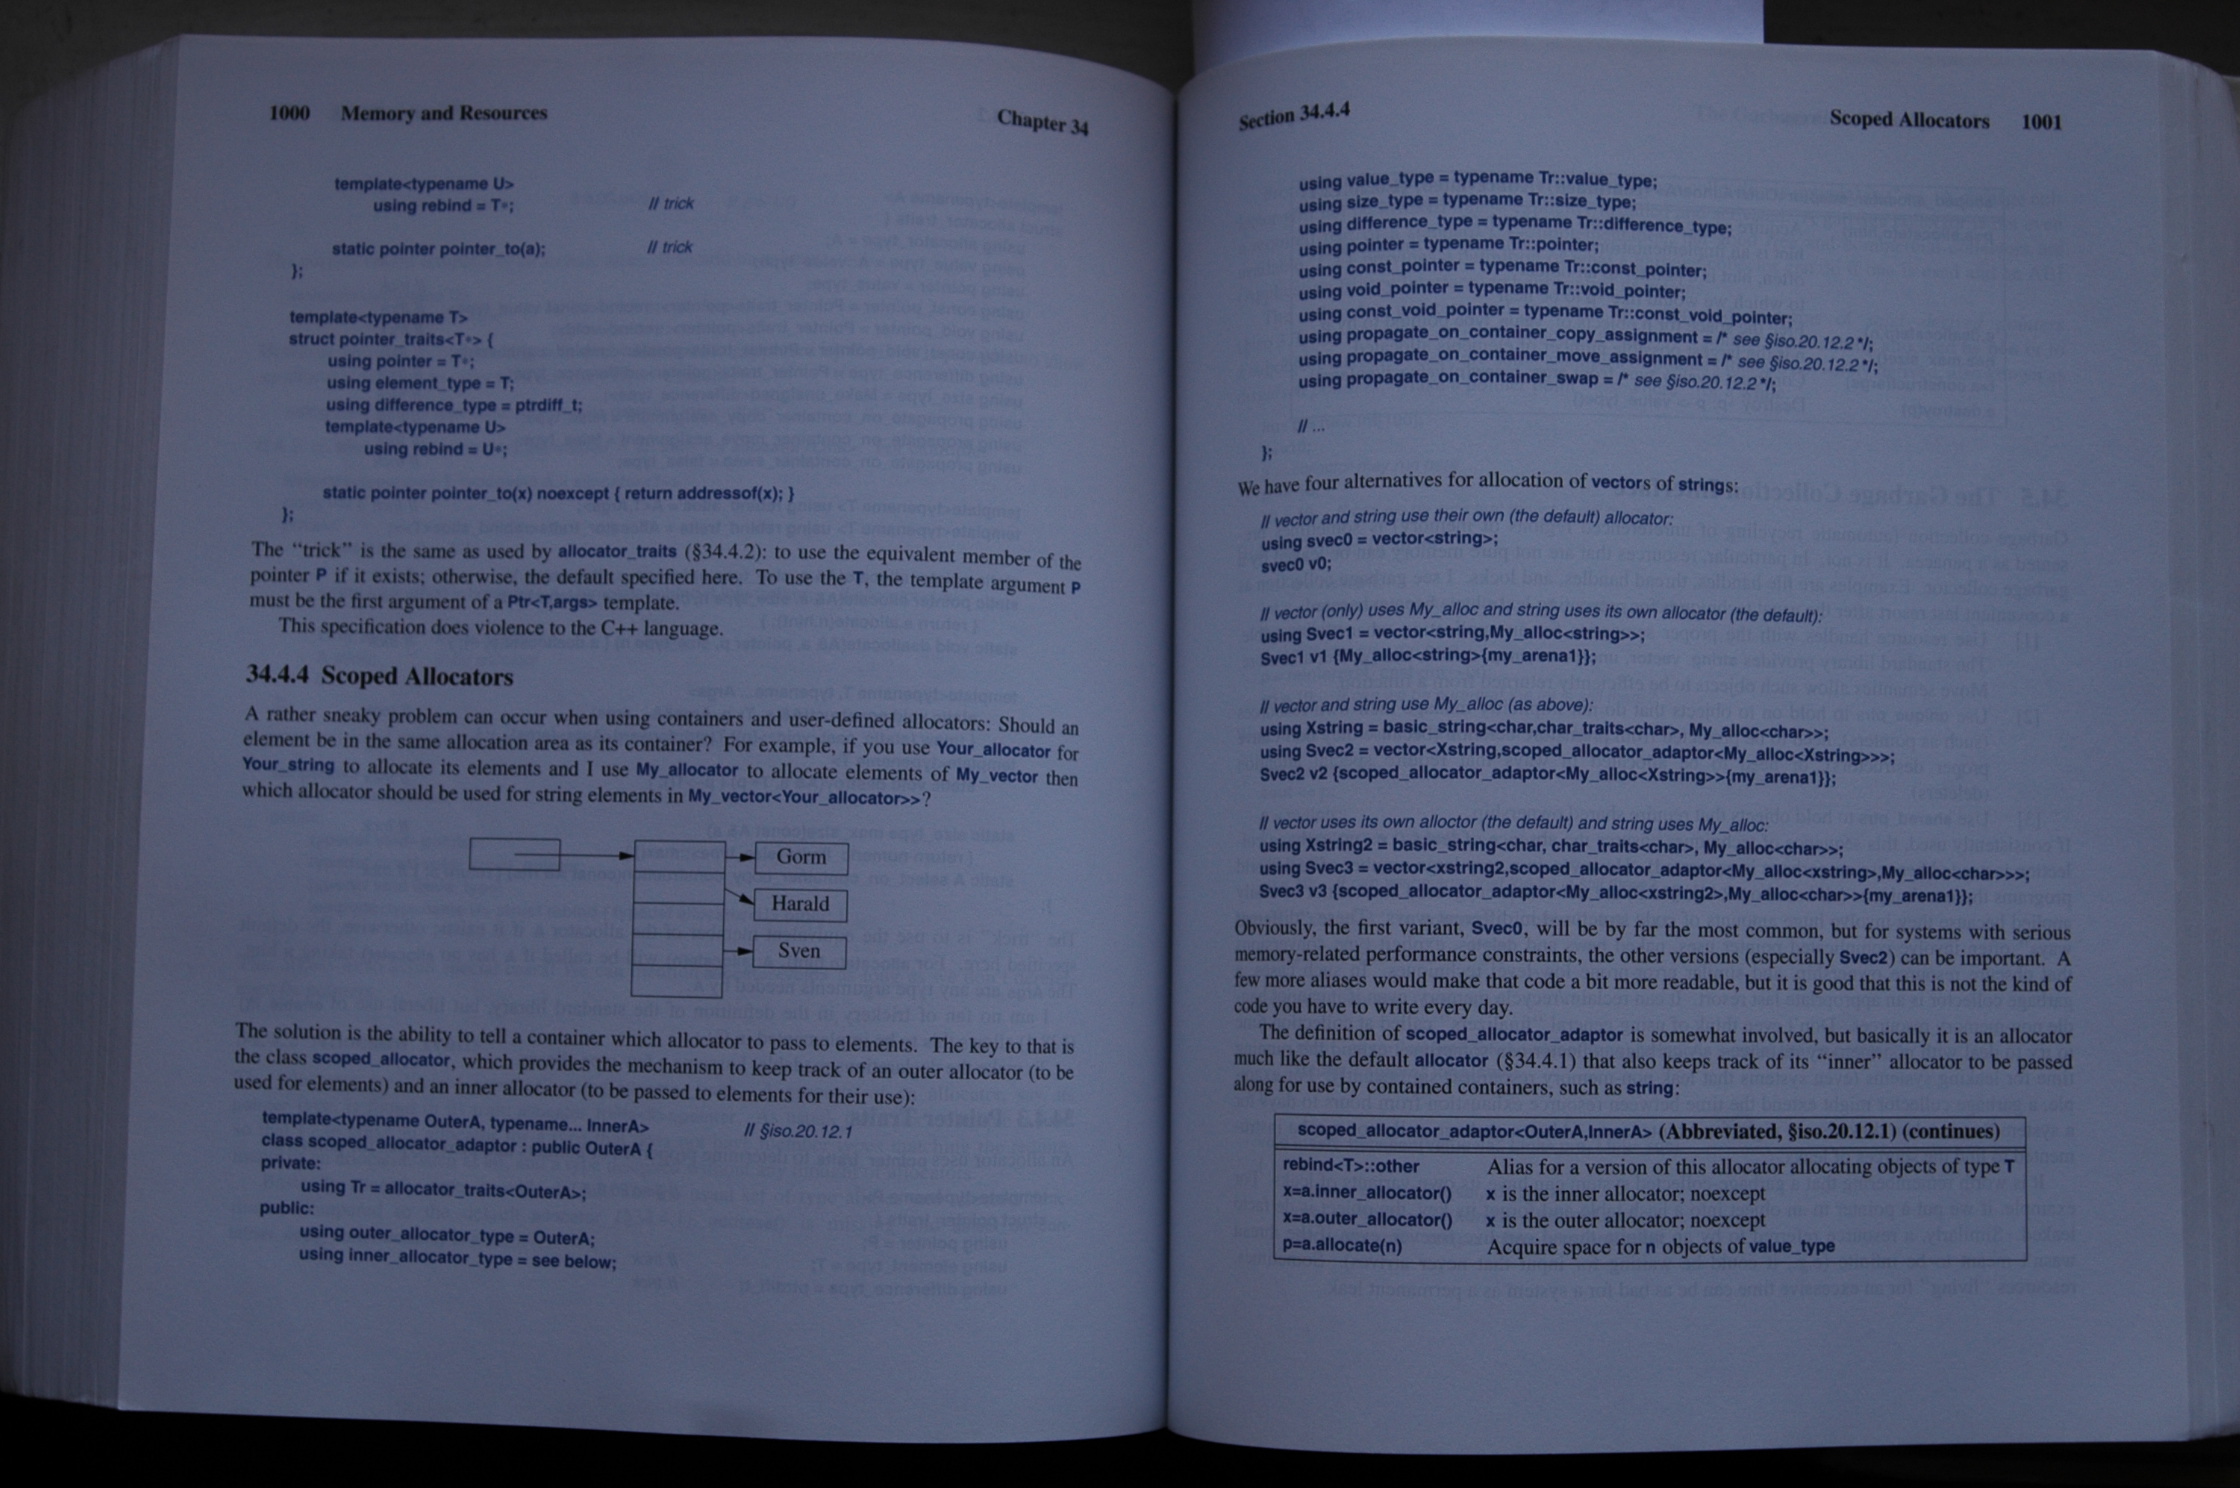 1000 Memory and Resources Chapter 34
template<typename U>
using rebind = T*; // trick
static pointer pointer_to(a); // trick
};
template<typename T>
struct pointer_traits<T*> {
using pointer = T*;
using element_type = T;
using difference_type = ptrdiff_t;
template<typename U>
using rebind = U*;
static pointer pointer_to(x) noexcept { return addressof(x); }
};
The “trick” is the same as used by allocator_traits (§34.4.2): to use the equivalent member of the
pointer P if it exists; otherwise, the default specified here. To use the T, the template argument P
must be the first argument of a Ptr<T,args> template.
This specification does violence to the C++ language.
34.4.4 Scoped Allocators
A rather sneaky problem can occur when using containers and user-defined allocators: Should an
element be in the same allocation area as its container? For example, if you use Your_allocator for
Your_string to allocate its elements and I use My_allocator to allocate elements of My_vector then
which allocator should be used for string elements in My_vector<Your_allocator>>?
Gorm
Harald
Sven
The solution is the ability to tell a container which allocator to pass to elements. The key to that is
the class scoped_allocator, which provides the mechanism to keep track of an outer allocator (to be
used for elements) and an inner allocator (to be passed to elements for their use):
template<typename OuterA, typename... InnerA> // §iso.20.12.1
class scoped_allocator_adaptor : public OuterA {
private:
using Tr = allocator_traits<OuterA>;
public:
using outer_allocator_type = OuterA;
using inner_allocator_type = see below;
Section 34.4.4 Scoped Allocators 1001
using value_type = typename Tr::value_type;
using size_type = typename Tr::size_type;
using difference_type = typename Tr::difference_type;
using pointer = typename Tr::pointer;
using const_pointer = typename Tr::const_pointer;
using void_pointer = typename Tr::void_pointer;
using const_void_pointer = typename Tr::const_void_pointer;
using propagate_on_container_copy_assignment = /* see §iso.20.12.2 */;
using propagate_on_container_move_assignment = /* see §iso.20.12.2 */;
using propagate_on_container_swap = /* see §iso.20.12.2 */;
// ...
};
We have four alternatives for allocation of vectors of strings:
// vector and string use their own (the default) allocator:
using svec0 = vector<string>;
svec0 v0;
// vector (only) uses My_alloc and string uses its own allocator (the default):
using Svec1 = vector<string,My_alloc<string>>;
Svec1 v1 {My_alloc<string>{my_arena1}};
// vector and string use My_alloc (as above):
using Xstring = basic_string<char,char_traits<char>, My_alloc<char>>;
using Svec2 = vector<Xstring,scoped_allocator_adaptor<My_alloc<Xstring>>>;
Svec2 v2 {scoped_allocator_adaptor<My_alloc<Xstring>>{my_arena1}};
// vector uses its own alloctor (the default) and string uses My_alloc:
using Xstring2 = basic_string<char, char_traits<char>, My_alloc<char>>;
using Svec3 = vector<xstring2,scoped_allocator_adaptor<My_alloc<xstring>,My_alloc<char>>>;
Svec3 v3 {scoped_allocator_adaptor<My_alloc<xstring2>,My_alloc<char>>{my_arena1}};
Obviously, the first variant, Svec0, will be by far the most common, but for systems with serious
memory-related performance constraints, the other versions (especially Svec2) can be important. A
few more aliases would make that code a bit more readable, but it is good that this is not the kind of
code you have to write every day.
The definition of scoped_allocator_adaptor is somewhat involved, but basically it is an allocator
much like the default allocator (§34.4.1) that also keeps track of its “inner” allocator to be passed
along for use by contained containers, such as string:
scoped_allocator_adaptor<OuterA,InnerA> (Abbreviated, §iso.20.12.1) (continues)
rebind<T>::other Alias for a version of this allocator allocating objects of type T
x=a.inner_allocator() x is the inner allocator; noexcept
x=a.outer_allocator() x is the outer allocator; noexcept
p=a.allocate(n) Acquire space for n objects of value_type